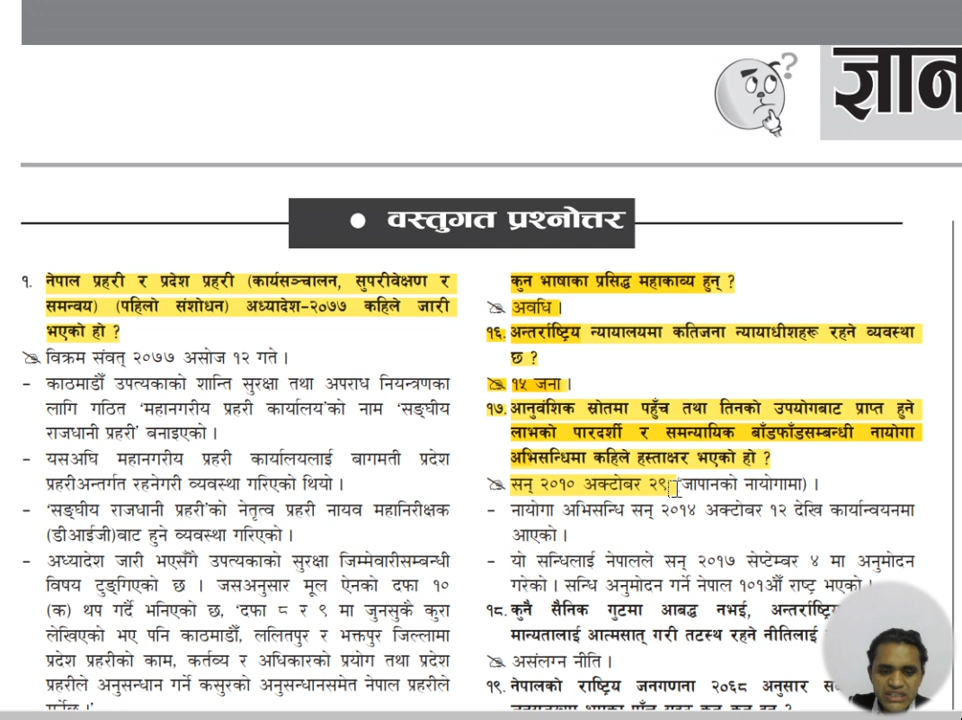 ?
ज्ञान
● वस्तुगत प्रश्नोत्तर
१. नेपाल प्रहरी र प्रदेश प्रहरी (कार्यसञ्चालन, सुपरीवेक्षण र
समन्वय) (पहिलो संशोधन) अध्यादेश-२०७७ कहिले जारी
भएको हो ?
विक्रम संवत् २०७७ असोज १२ गते ।
- काठमाडौँ उपत्यकाको शान्ति सुरक्षा तथा अपराध नियन्त्रणका
लागि गठित ‘महानगरीय प्रहरी कार्यालय’को नाम ‘सङ्घीय
राजधानी प्रहरी’ बनाइएको ।
- यसअघि महानगरीय प्रहरी कार्यालयलाई बागमती प्रदेश
प्रहरीअन्तर्गत रहनेगरी व्यवस्था गरिएको थियो ।
- ‘सङ्घीय राजधानी प्रहरी’को नेतृत्व प्रहरी नायव महानिरीक्षक
(डीआईजी)बाट हुने व्यवस्था गरिएको ।
- अध्यादेश जारी भएसँगै उपत्यकाको सुरक्षा जिम्मेवारीसम्बन्धी
विषय टुङ्गिएको छ । जसअनुसार मूल ऐनको दफा १०
(क) थप गर्दै भनिएको छ, ‘दफा ८ र ९ मा जुनसुकै कुरा
लेखिएको भए पनि काठमाडौँ, ललितपुर र भक्तपुर जिल्लामा
प्रदेश प्रहरीको काम, कर्तव्य र अधिकारको प्रयोग तथा प्रदेश
प्रहरीले अनुसन्धान गर्ने कसुरको अनुसन्धानसमेत नेपाल प्रहरीले
गर्नेछ ।’
कुन भाषाका प्रसिद्ध महाकाव्य हुन् ?
अवधि ।
१६. अन्तर्राष्ट्रिय न्यायालयमा कतिजना न्यायाधीशहरू रहने व्यवस्था
छ ?
१५ जना ।
१७. आनुवंशिक स्रोतमा पहुँच तथा तिनको उपयोगबाट प्राप्त हुने
लाभको पारदर्शी र समन्यायिक बाँडफाँडसम्बन्धी नायोगा
अभिसन्धिमा कहिले हस्ताक्षर भएको हो ?
सन् २०१० अक्टोबर २९ (जापानको नायोगामा) ।
- नायोगा अभिसन्धि सन् २०१४ अक्टोबर १२ देखि कार्यान्वयनमा
आएको ।
- यो सन्धिलाई नेपालले सन् २०१७ सेप्टेम्बर ४ मा अनुमोदन
गरेको । सन्धि अनुमोदन गर्ने नेपाल १०१औँ राष्ट्र भएको ।
१८. कुनै सैनिक गुटमा आबद्ध नभई, अन्तर्राष्ट्रि
मान्यतालाई आत्मसात् गरी तटस्थ रहने नीतिलाई
असंलग्न नीति ।
१९. नेपालको राष्ट्रिय जनगणना २०६८ अनुसार